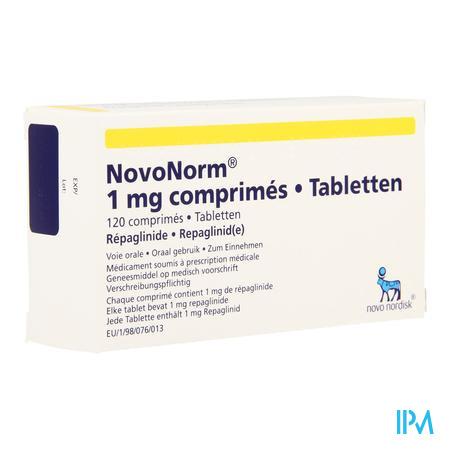 NovoNorm®
1 mg comprimés • Tabletten
120 comprimés • Tabletten
Répaglinide • Repaglinid(e)
Voie orale • Oraal gebruik • Zum Einnehmen
Médicament soumis à prescription médicale
Geneesmiddel op medisch voorschrift
Verschreibungspflichtig
Chaque comprimé contient 1 mg de répaglinide
Elke tablet bevat 1 mg repaglinide
Jede Tablette enthält 1 mg Repaglinid
EU/1/98/076/013
EXP/
Lot:
novo nordisk®
IPM